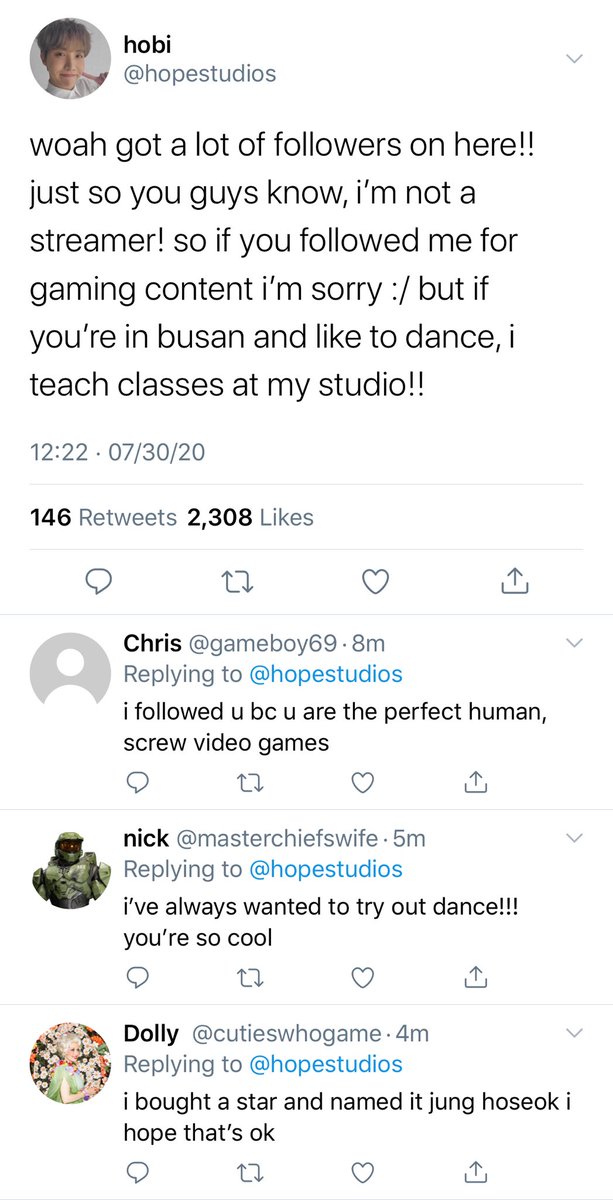 hobi
@hopestudios
woah got a lot of followers on here!!
just so you guys know, i’m not a
streamer! so if you followed me for
gaming content i’m sorry :/ but if
you’re in busan and like to dance, i
teach classes at my studio!!
12:22 · 07/30/20
146 Retweets 2,308 Likes
Chris @gameboy69 · 8m
Replying to @hopestudios
i followed u bc u are the perfect human,
screw video games
nick @masterchiefswife · 5m
Replying to @hopestudios
i’ve always wanted to try out dance!!!
you’re so cool
Dolly @cutieswhogame · 4m
Replying to @hopestudios
i bought a star and named it jung hoseok i
hope that’s ok